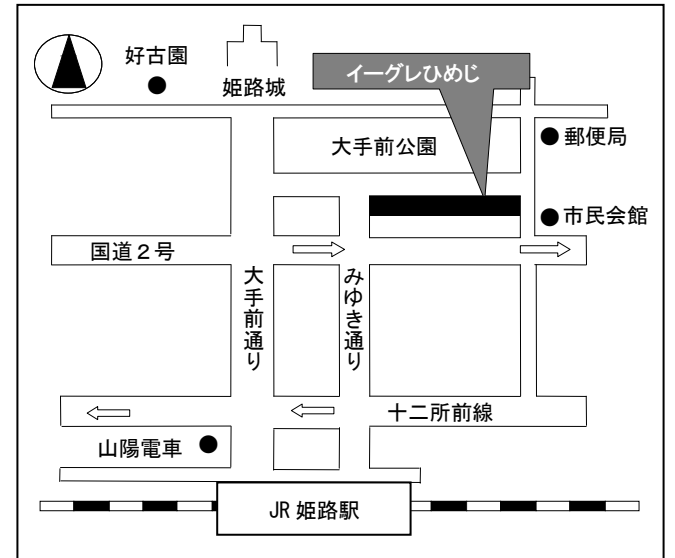 好古園
姫路城
イーグレひめじ
大手前公園
郵便局
市民会館
国道２号
大手前通り
みゆき通り
十二所前線
山陽電車
JR 姫路駅